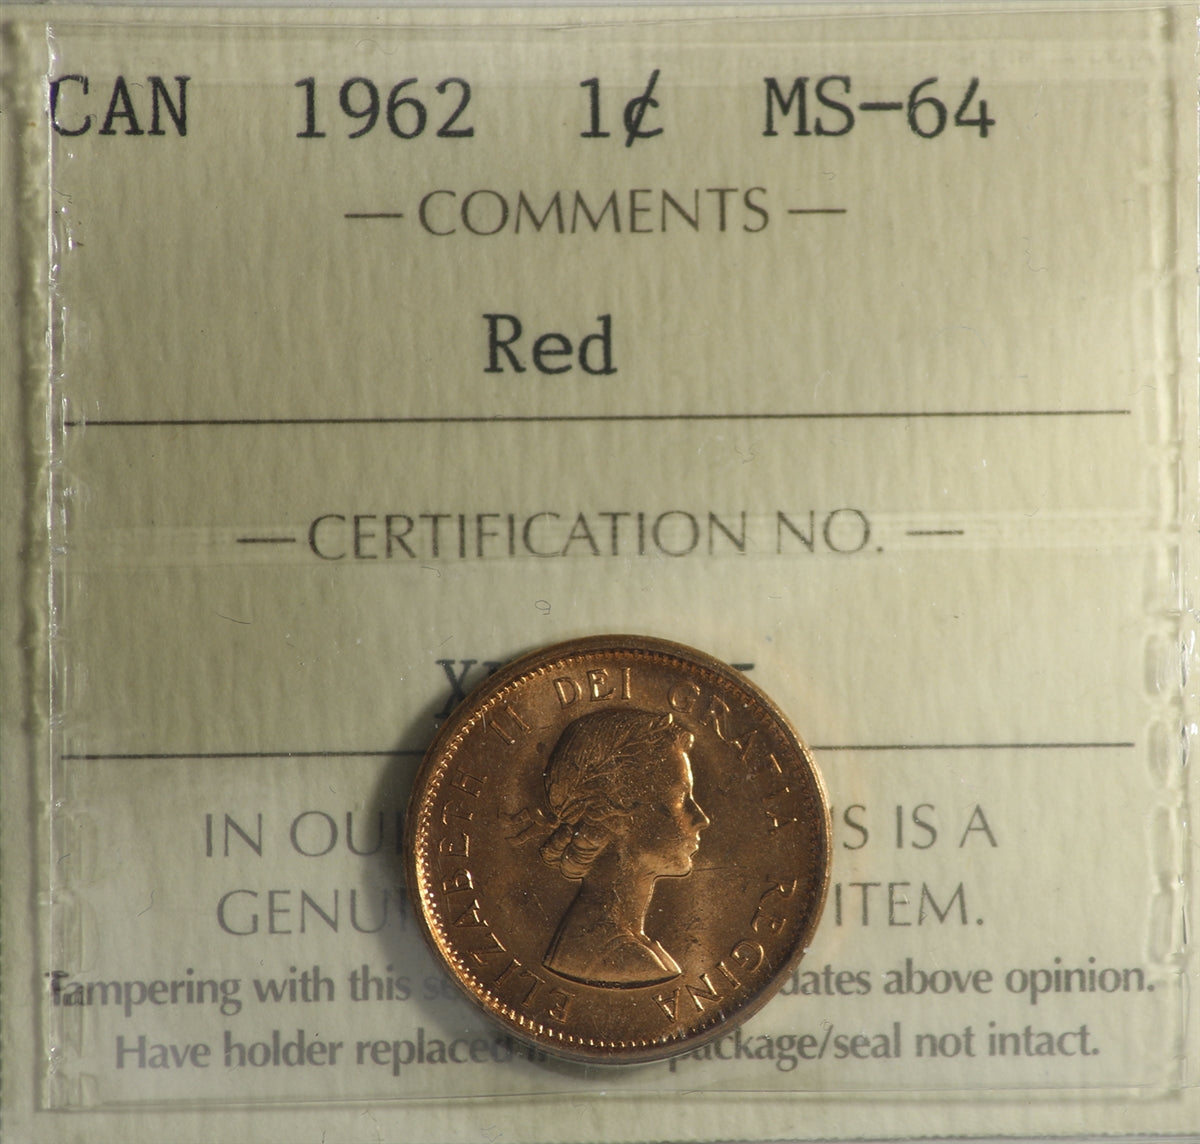 CAN 1962 1¢ MS-64
— COMMENTS —
Red
— CERTIFICATION NO. —
ELIZABETH II DEI GRATIA REGINA
IN OU S IS A
GENU ITEM.
Tampering with this dates above opinion.
Have holder replaced package/seal not intact.